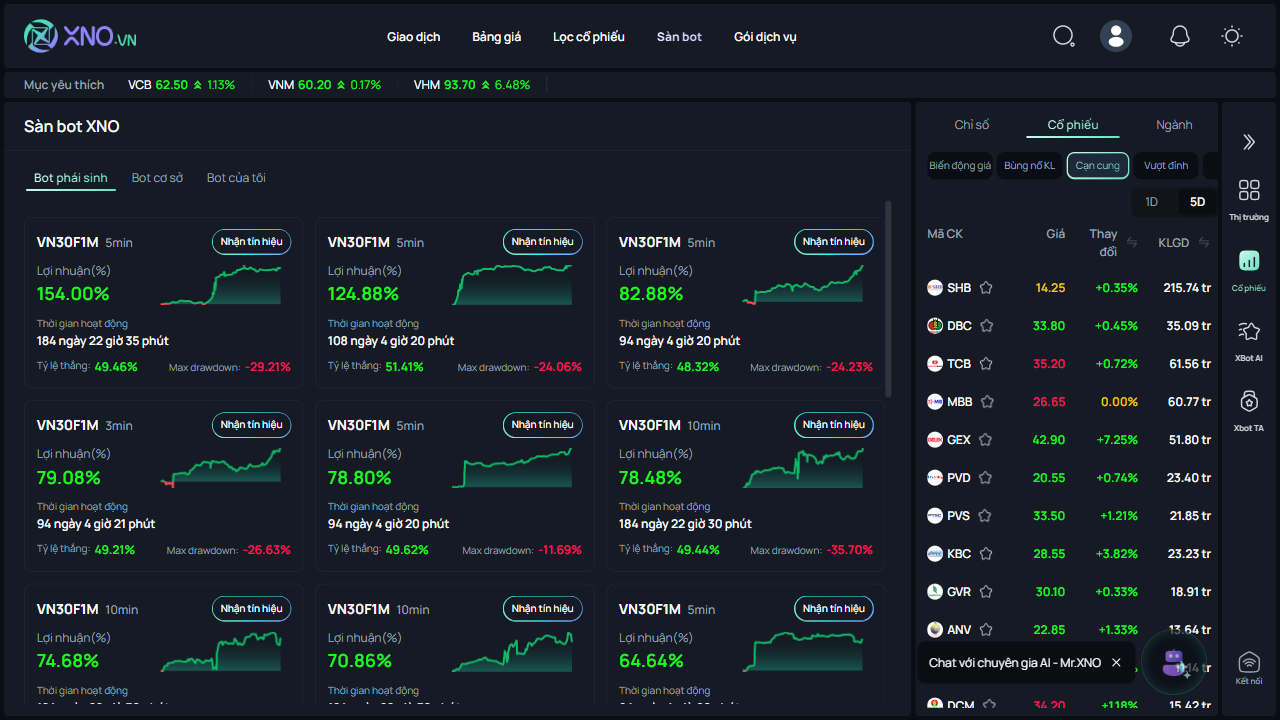 XNO.VN
Giao dịch Bảng giá Lọc cổ phiếu Sàn bot Gói dịch vụ
Mục yêu thích VCB 62.50 1.13% VNM 60.20 0.17% VHM 93.70 6.48%
Sàn bot XNO
Bot phái sinh Bot cơ sở Bot của tôi
VN30F1M 5min Nhận tín hiệu
Lợi nhuận(%)
154.00%
Thời gian hoạt động
184 ngày 22 giờ 35 phút
Tỷ lệ thắng: 49.46% Max drawdown: -29.21%
VN30F1M 5min Nhận tín hiệu
Lợi nhuận(%)
124.88%
Thời gian hoạt động
108 ngày 4 giờ 20 phút
Tỷ lệ thắng: 51.41% Max drawdown: -24.06%
VN30F1M 5min Nhận tín hiệu
Lợi nhuận(%)
82.88%
Thời gian hoạt động
94 ngày 4 giờ 20 phút
Tỷ lệ thắng: 48.32% Max drawdown: -24.23%
VN30F1M 3min Nhận tín hiệu
Lợi nhuận(%)
79.08%
Thời gian hoạt động
94 ngày 4 giờ 21 phút
Tỷ lệ thắng: 49.21% Max drawdown: -26.63%
VN30F1M 5min Nhận tín hiệu
Lợi nhuận(%)
78.80%
Thời gian hoạt động
94 ngày 4 giờ 20 phút
Tỷ lệ thắng: 49.62% Max drawdown: -11.69%
VN30F1M 10min Nhận tín hiệu
Lợi nhuận(%)
78.48%
Thời gian hoạt động
184 ngày 22 giờ 30 phút
Tỷ lệ thắng: 49.44% Max drawdown: -35.70%
VN30F1M 10min Nhận tín hiệu
Lợi nhuận(%)
74.68%
Thời gian hoạt động
VN30F1M 10min Nhận tín hiệu
Lợi nhuận(%)
70.86%
Thời gian hoạt động
VN30F1M 5min Nhận tín hiệu
Lợi nhuận(%)
64.64%
Thời gian hoạt động
Chỉ số Cổ phiếu Ngành
Biến động giá Bùng nổ KL Cạn cung Vượt đỉnh
1D 5D
Mã CK Giá Thay đổi KLGD
SHB 14.25 +0.35% 215.74 tr
DBC 33.80 +0.45% 35.09 tr
TCB 35.20 +0.72% 61.56 tr
MBB 26.65 0.00% 60.77 tr
GEX 42.90 +7.25% 51.80 tr
PVD 20.55 +0.74% 23.40 tr
PVS 33.50 +1.21% 21.85 tr
KBC 28.55 +3.82% 23.23 tr
GVR 30.10 +0.33% 18.91 tr
ANV 22.85 +1.33% 13.64 tr
Chat với chuyên gia AI - Mr.XNO
DCM 34.20 +1.18% 15.42 tr
Thị trường
Cổ phiếu
XBot AI
Xbot TA
Kết nối